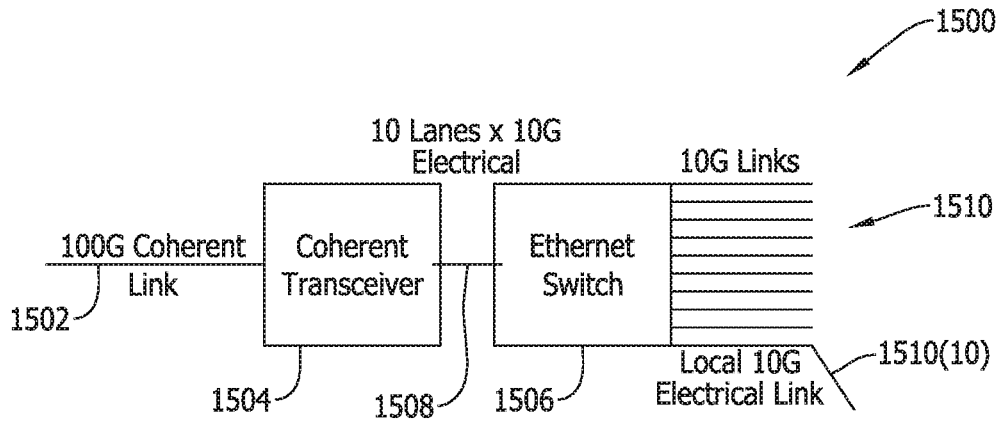 1500
10 Lanes x 10G
Electrical
10G Links
1510
100G Coherent
Link
Coherent
Transceiver
Ethernet
Switch
1502
1504
1508
1506
Local 10G
Electrical Link
1510(10)